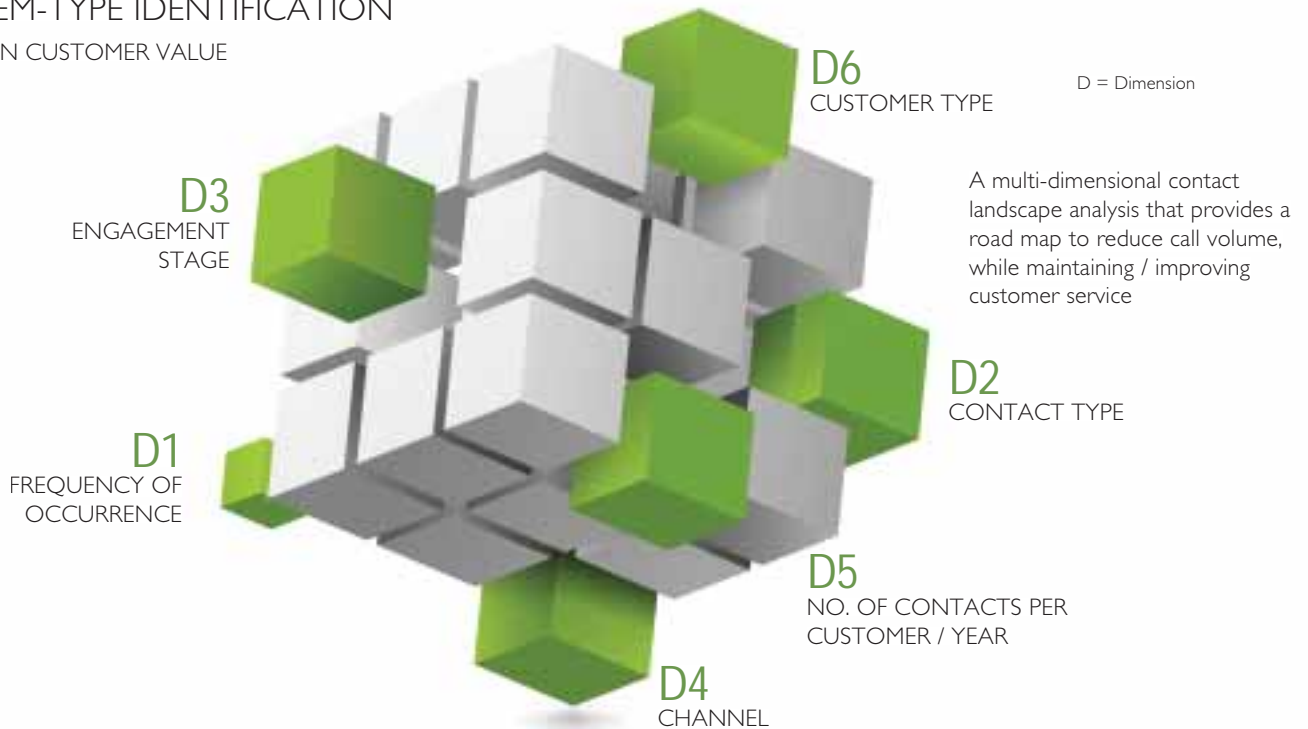 EM-TYPE IDENTIFICATION
N CUSTOMER VALUE
D6
CUSTOMER TYPE
D = Dimension
A multi-dimensional contact
landscape analysis that provides a
road map to reduce call volume,
while maintaining / improving
customer service
D3
ENGAGEMENT
STAGE
D2
CONTACT TYPE
D1
FREQUENCY OF
OCCURRENCE
D5
NO. OF CONTACTS PER
CUSTOMER / YEAR
D4
CHANNEL